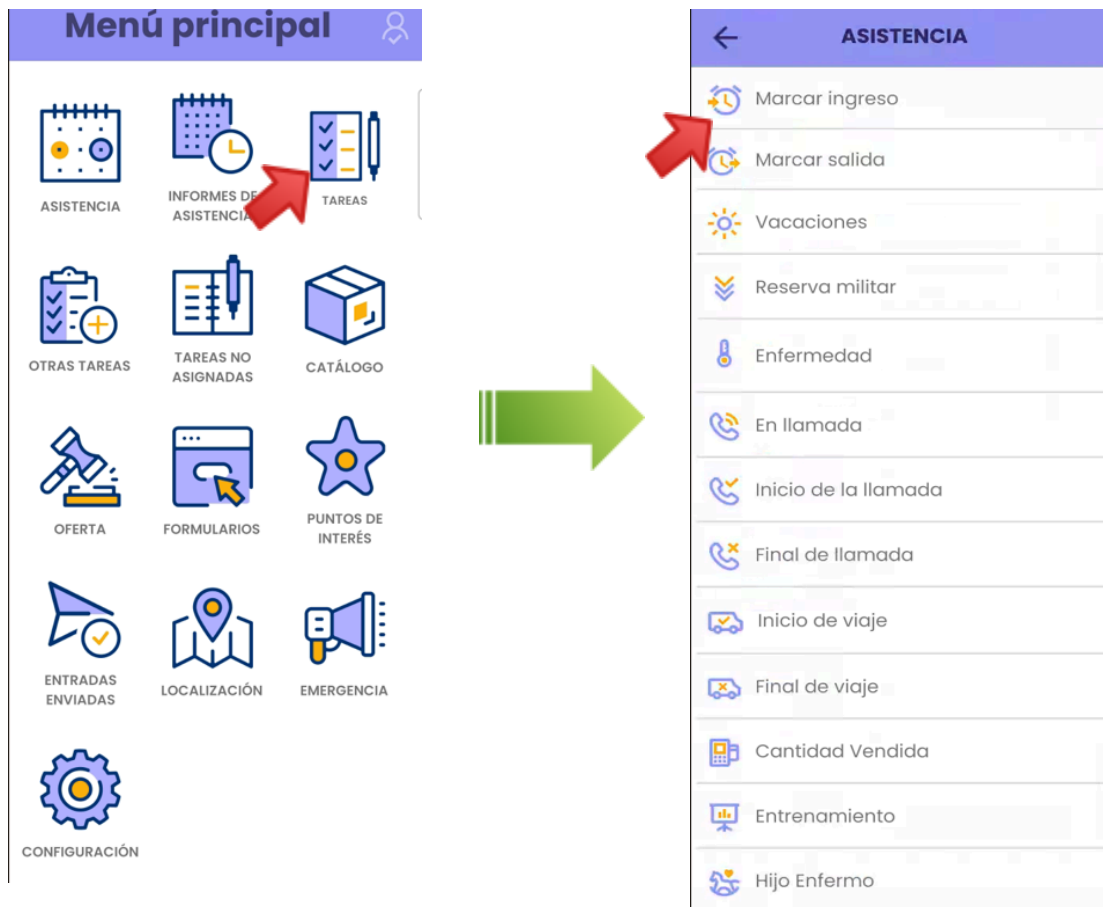 Menú principal
ASISTENCIA
INFORMES DE
ASISTENCIA
TAREAS
OTRAS TAREAS
TAREAS NO
ASIGNADAS
CATÁLOGO
OFERTA
FORMULARIOS
PUNTOS DE
INTERÉS
ENTRADAS
ENVIADAS
LOCALIZACIÓN
EMERGENCIA
CONFIGURACIÓN
ASISTENCIA
Marcar ingreso
Marcar salida
Vacaciones
Reserva militar
Enfermedad
En llamada
Inicio de la llamada
Final de llamada
Inicio de viaje
Final de viaje
Cantidad Vendida
Entrenamiento
Hijo Enfermo